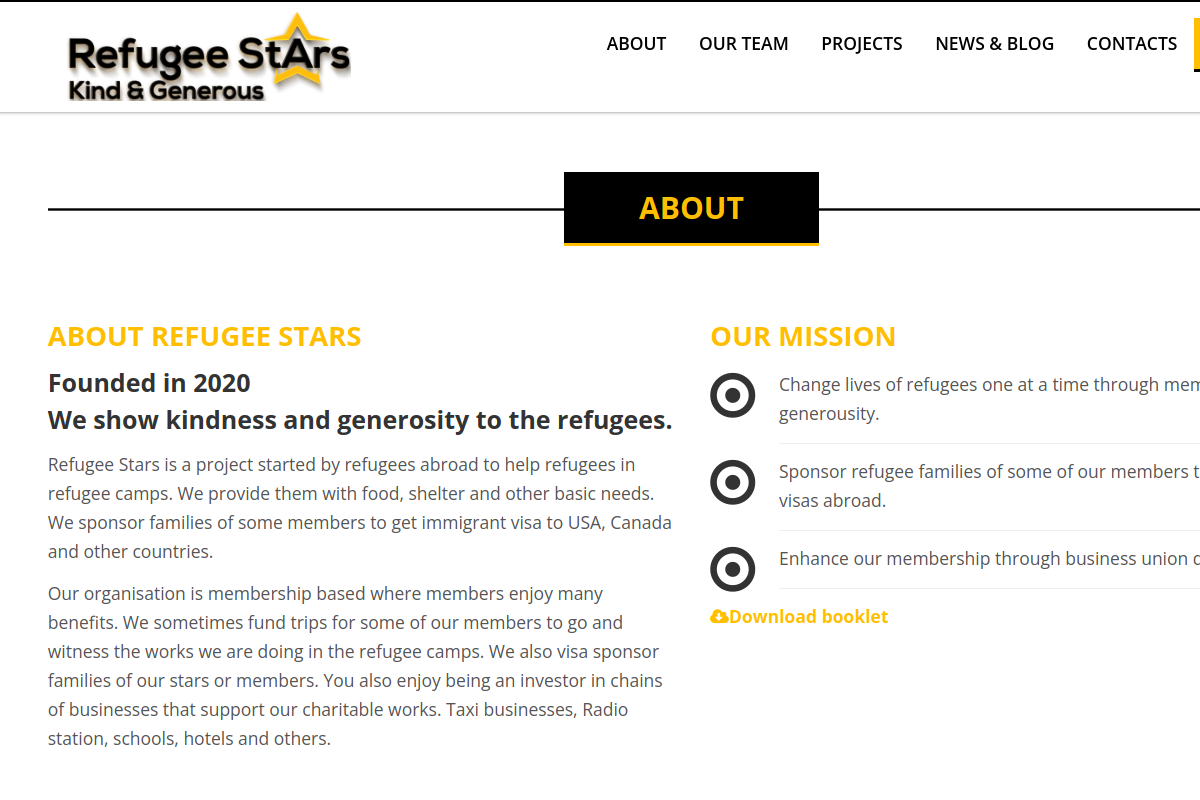 Refugee StArs
Kind & Generous
ABOUT OUR TEAM PROJECTS NEWS & BLOG CONTACTS
ABOUT
ABOUT REFUGEE STARS
Founded in 2020
We show kindness and generosity to the refugees.
Refugee Stars is a project started by refugees abroad to help refugees in
refugee camps. We provide them with food, shelter and other basic needs.
We sponsor families of some members to get immigrant visa to USA, Canada
and other countries.
Our organisation is membership based where members enjoy many
benefits. We sometimes fund trips for some of our members to go and
witness the works we are doing in the refugee camps. We also visa sponsor
families of our stars or members. You also enjoy being an investor in chains
of businesses that support our charitable works. Taxi businesses, Radio
station, schools, hotels and others.
OUR MISSION
Change lives of refugees one at a time through
generousity.
Sponsor refugee families of some of our members
visas abroad.
Enhance our membership through business union
Download booklet